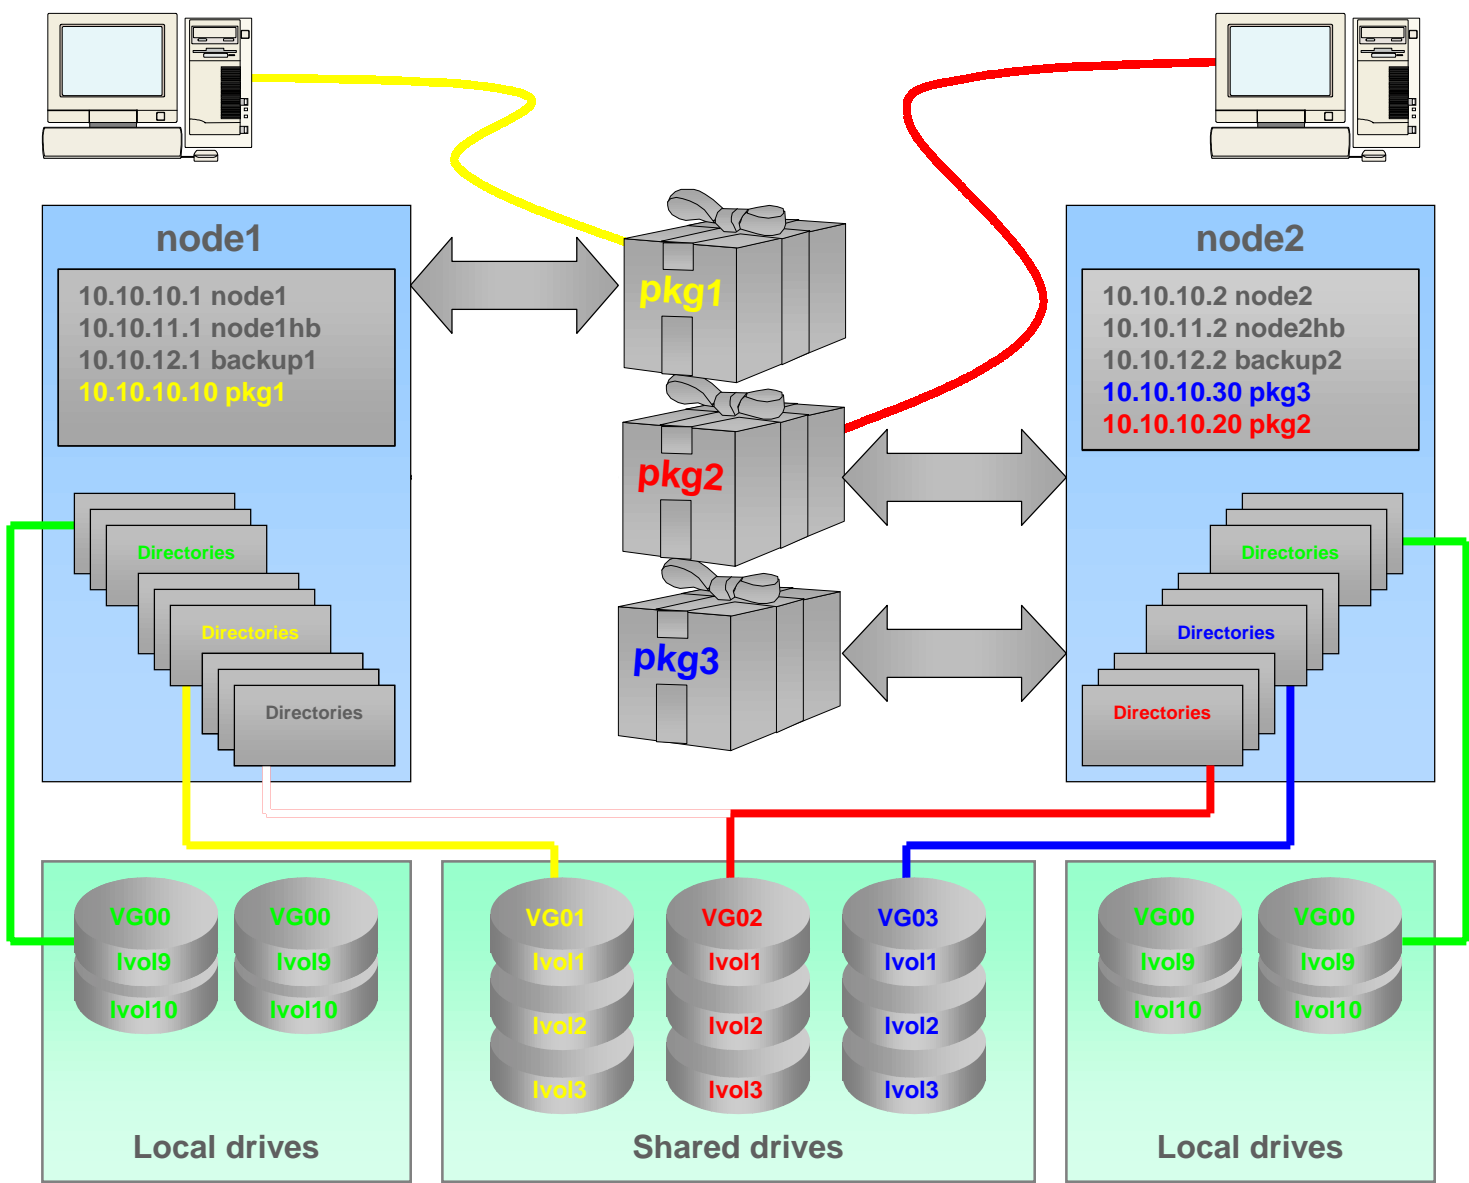 node1
10.10.10.1 node1
10.10.11.1 node1hb
10.10.12.1 backup1
10.10.10.10 pkg1
Directories
Directories
Directories
pkg1
pkg2
pkg3
node2
10.10.10.2 node2
10.10.11.2 node2hb
10.10.12.2 backup2
10.10.10.30 pkg3
10.10.10.20 pkg2
Directories
Directories
Directories
VG00
lvol9
lvol10
VG00
lvol9
lvol10
Local drives
VG01
lvol1
lvol2
lvol3
VG02
lvol1
lvol2
lvol3
VG03
lvol1
lvol2
lvol3
Shared drives
VG00
lvol9
lvol10
VG00
lvol9
lvol10
Local drives